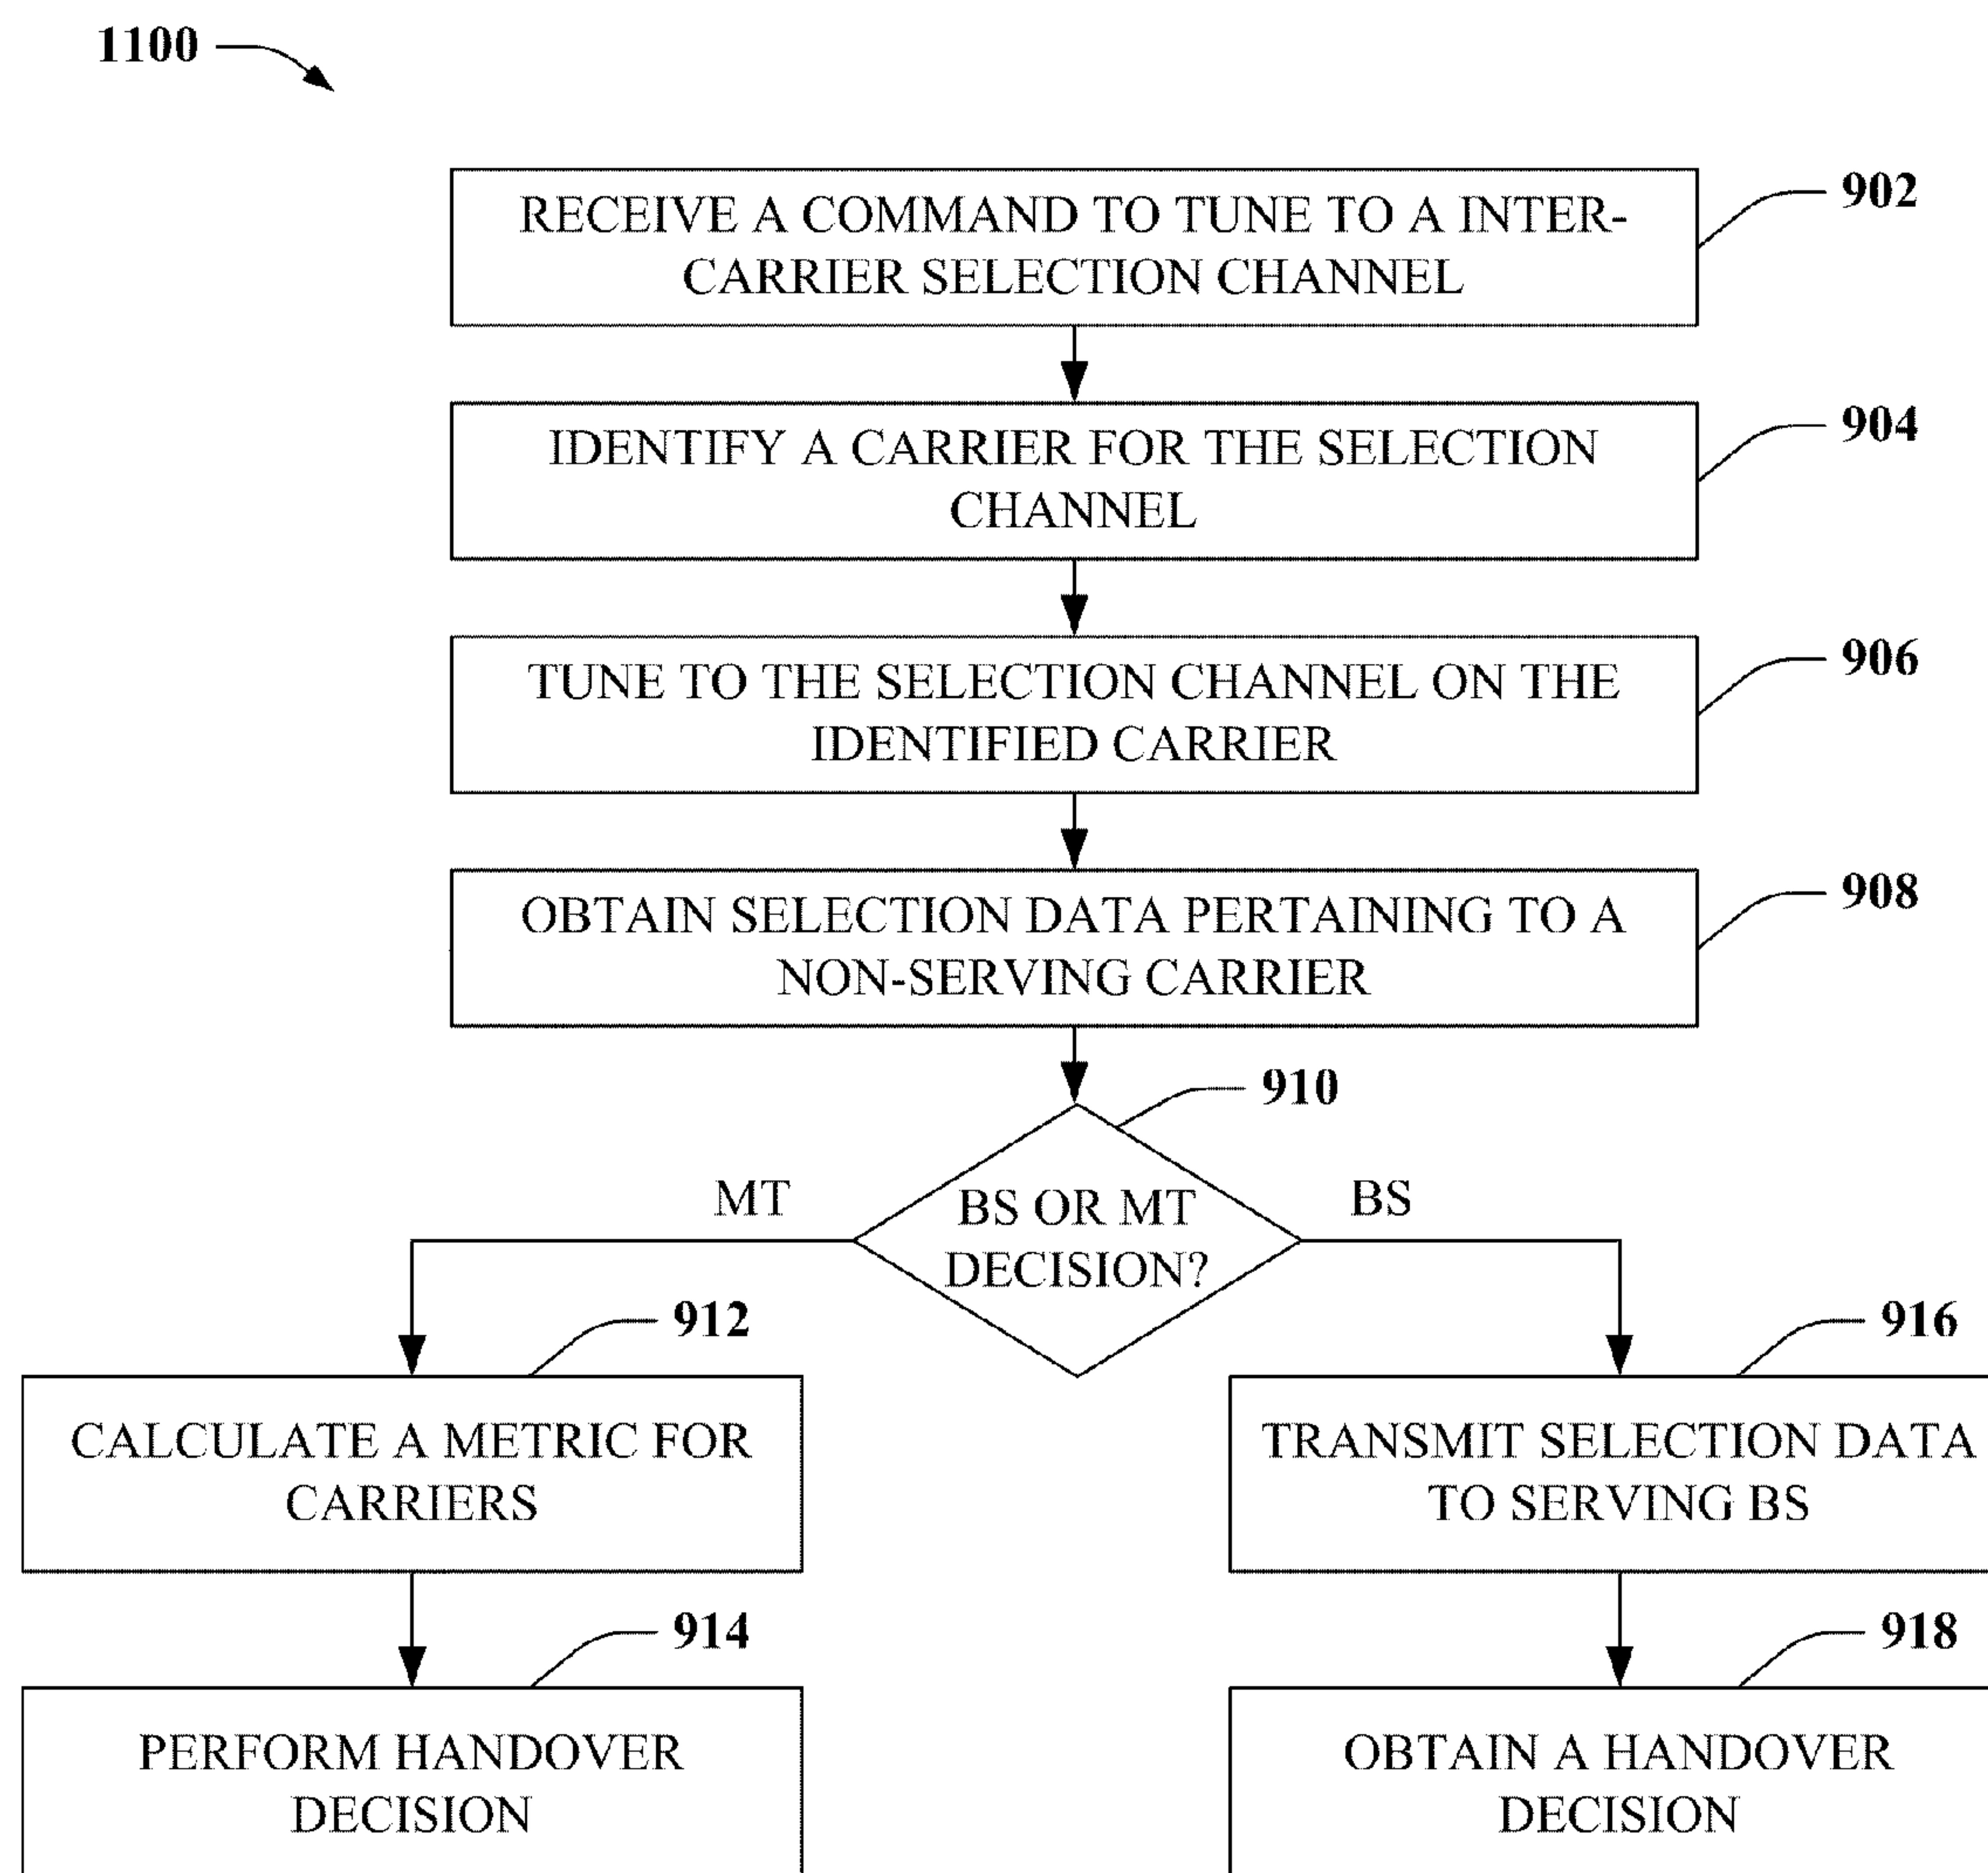 1100
RECEIVE A COMMAND TO TUNE TO A INTER-
CARRIER SELECTION CHANNEL
902
IDENTIFY A CARRIER FOR THE SELECTION
CHANNEL
904
TUNE TO THE SELECTION CHANNEL ON THE
IDENTIFIED CARRIER
906
OBTAIN SELECTION DATA PERTAINING TO A
NON-SERVING CARRIER
908
910
MT
BS OR MT
DECISION?
BS
912
CALCULATE A METRIC FOR
CARRIERS
916
TRANSMIT SELECTION DATA
TO SERVING BS
914
PERFORM HANDOVER
DECISION
918
OBTAIN A HANDOVER
DECISION